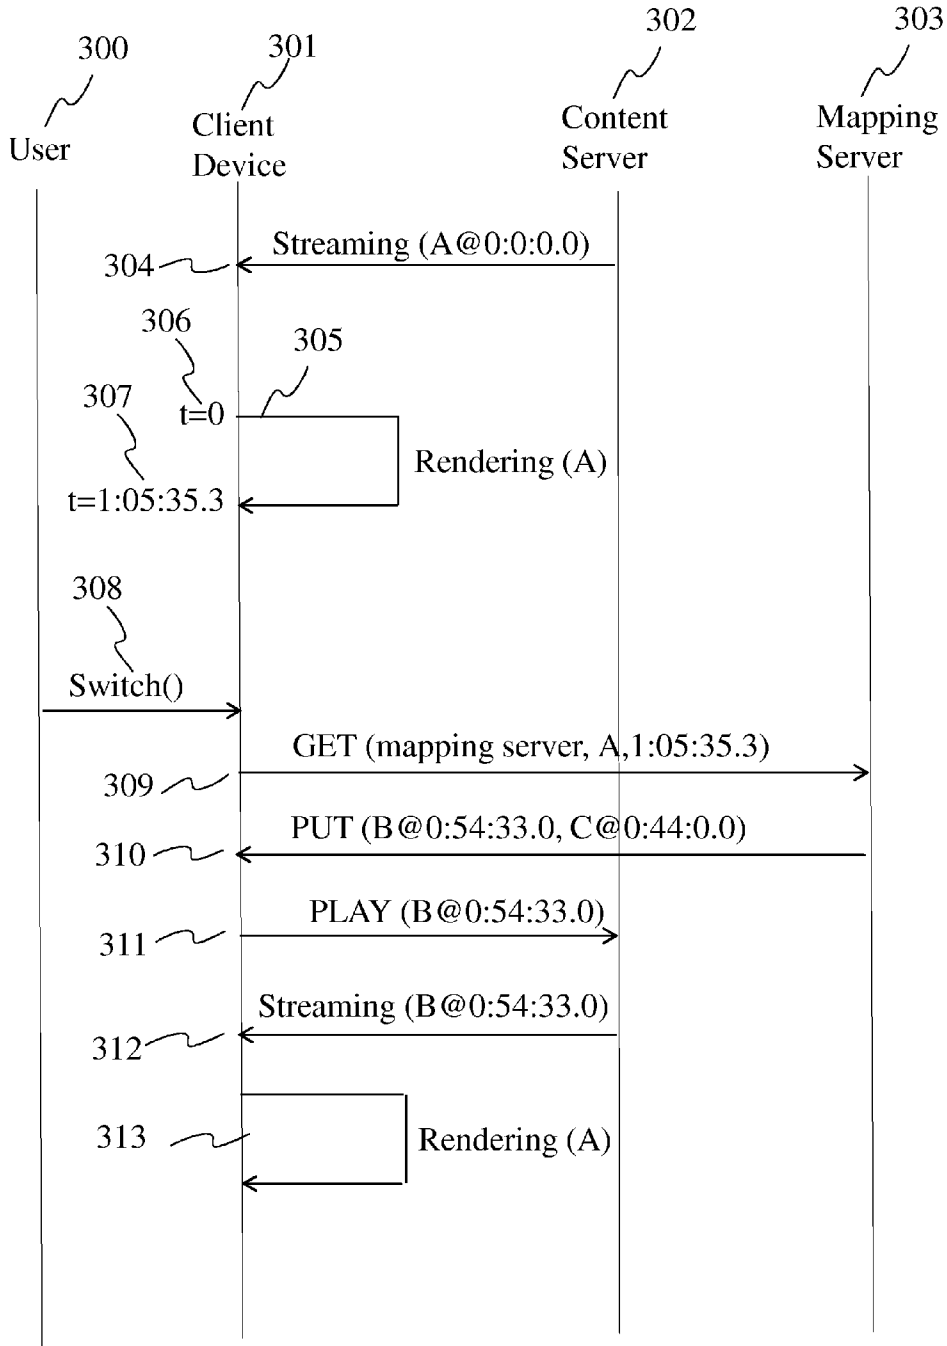 300
301
302
303
User
Client
Device
Content
Server
Mapping
Server
Streaming (A@0:0:0.0)
304
306
305
t=0
307
Rendering (A)
t=1:05:35.3
308
Switch()
GET (mapping server, A,1:05:35.3)
309
PUT (B@0:54:33.0, C@0:44:0.0)
310
PLAY (B@0:54:33.0)
311
Streaming (B@0:54:33.0)
312
313
Rendering (A)